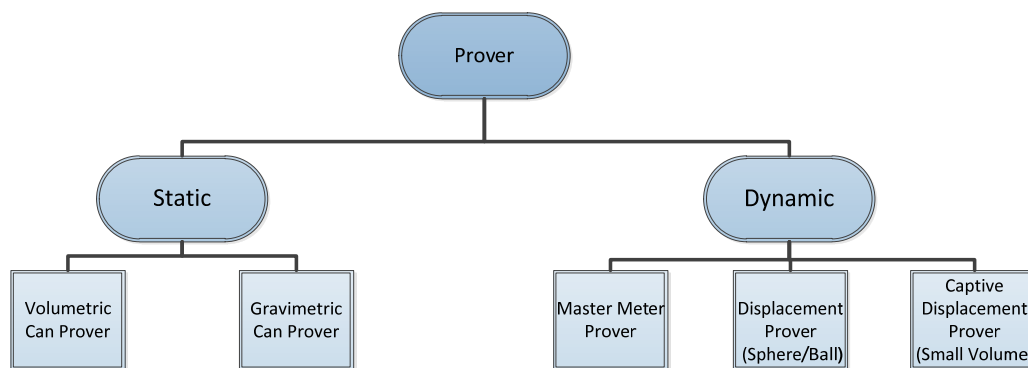 Prover
Static
Dynamic
Volumetric
Can Prover
Gravimetric
Can Prover
Master Meter
Prover
Displacement
Prover
(Sphere/Ball)
Captive
Displacement
Prover
(Small Volume